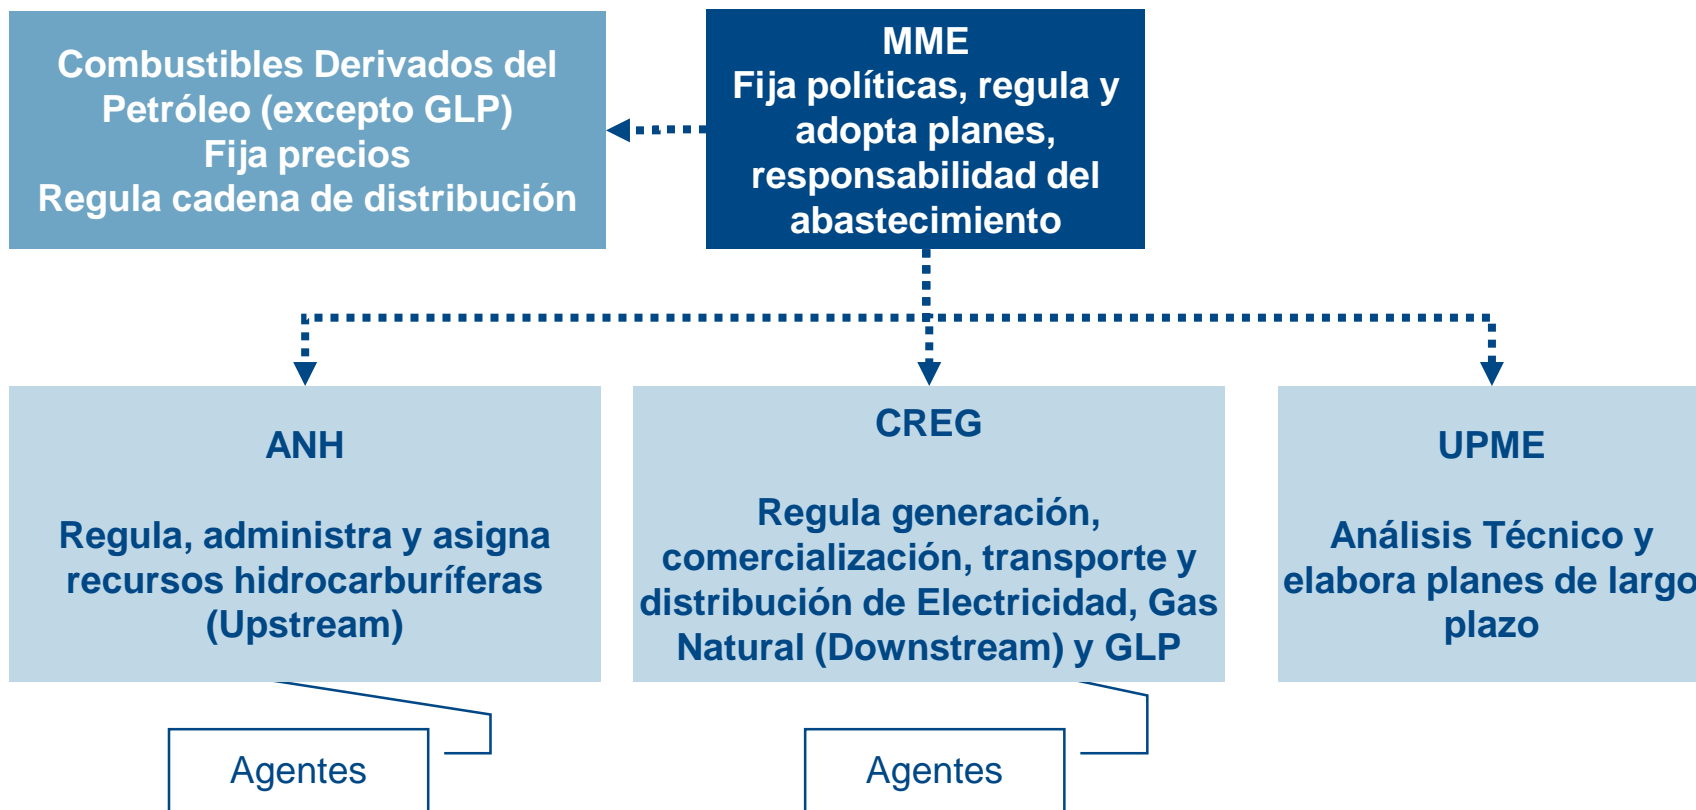 Combustibles Derivados del
Petróleo (excepto GLP)
Fija precios
Regula cadena de distribución
MME
Fija políticas, regula y
adopta planes,
responsabilidad del
abastecimiento
ANH
Regula, administra y asigna
recursos hidrocarburíferas
(Upstream)
CREG
Regula generación,
comercialización, transporte y
distribución de Electricidad, Gas
Natural (Downstream) y GLP
UPME
Análisis Técnico y
elabora planes de largo
plazo
Agentes
Agentes